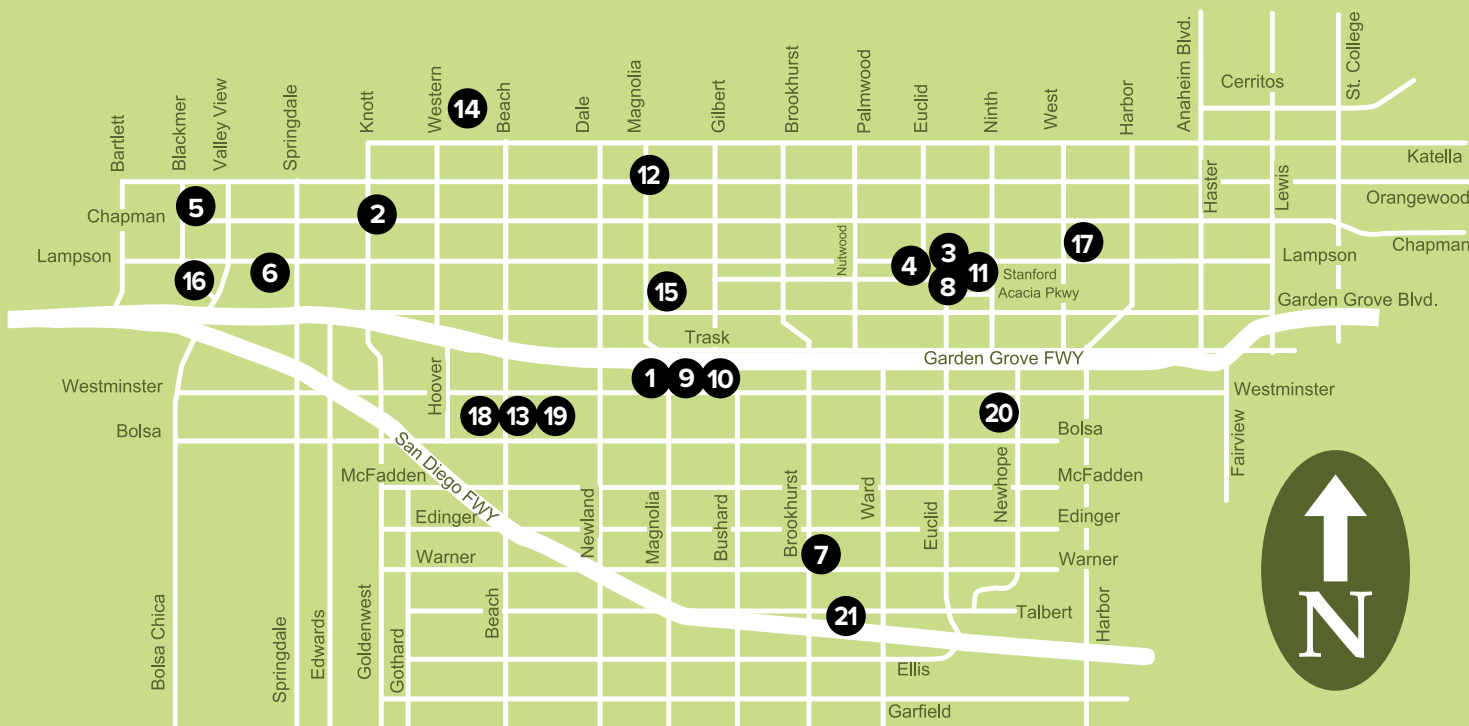 Bartlett
Blackmer
Valley View
Springdale
Knott
Western
14
Beach
Dale
Magnolia
Gilbert
Brookhurst
Palmwood
Euclid
Ninth
West
Harbor
Anaheim Blvd.
Cerritos
St. College
Katella
12
Haster
Lewis
Orangewood
5
Chapman
2
Nutwood
17
Chapman
Lampson
16
6
4
3
11
8
Stanford
Acacia Pkwy
Lampson
15
Garden Grove Blvd.
Trask
Garden Grove FWY
Westminster
Hoover
1
9
10
Westminster
18
13
19
20
Bolsa
Bolsa
Fairview
San Diego FWY
McFadden
McFadden
Edinger
Newland
Magnolia
Bushard
Brookhurst
Ward
Euclid
Newhope
Edinger
Warner
7
Warner
Bolsa Chica
Springdale
Edwards
Goldenwest
Gothard
Beach
21
Talbert
Harbor
Ellis
Garfield
N